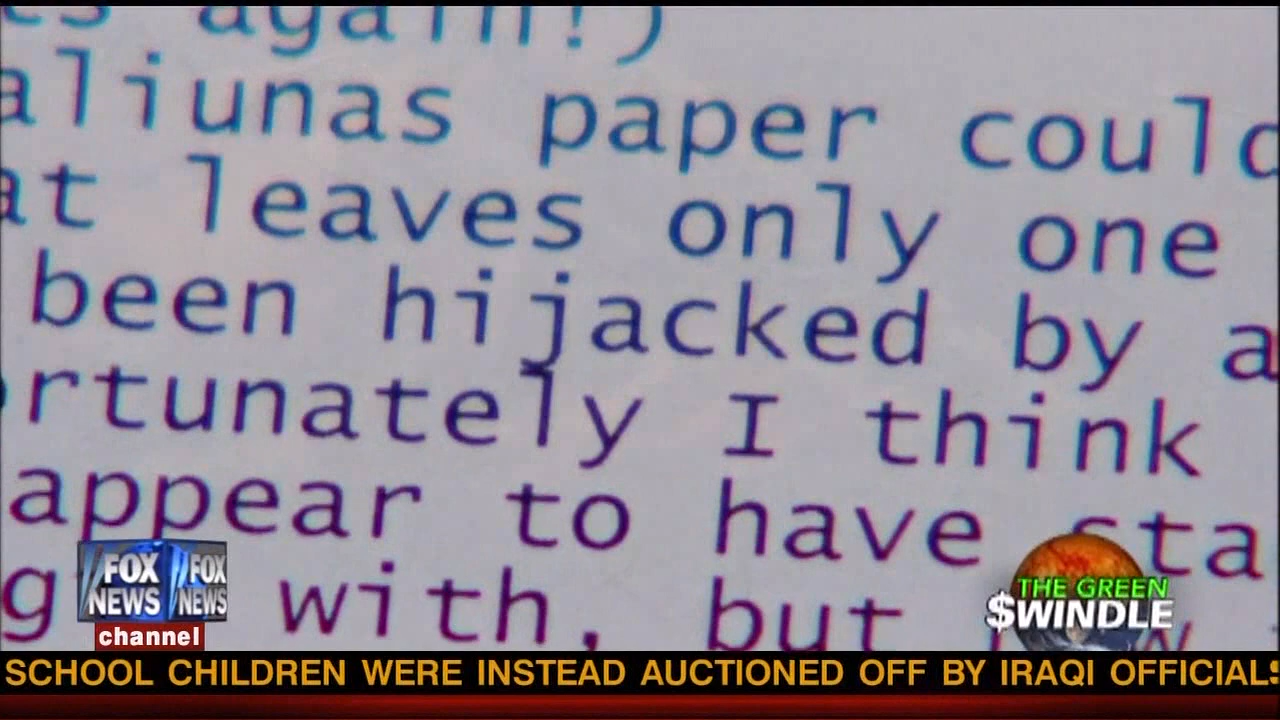 ts again!)
aliunas paper could
at leaves only one
been hijacked by a
rtunately I think
appear to have sta
g with, but
FOX NEWS FOX NEWS
channel
THE GREEN
$WINDLE
SCHOOL CHILDREN WERE INSTEAD AUCTIONED OFF BY IRAQI OFFICIALS